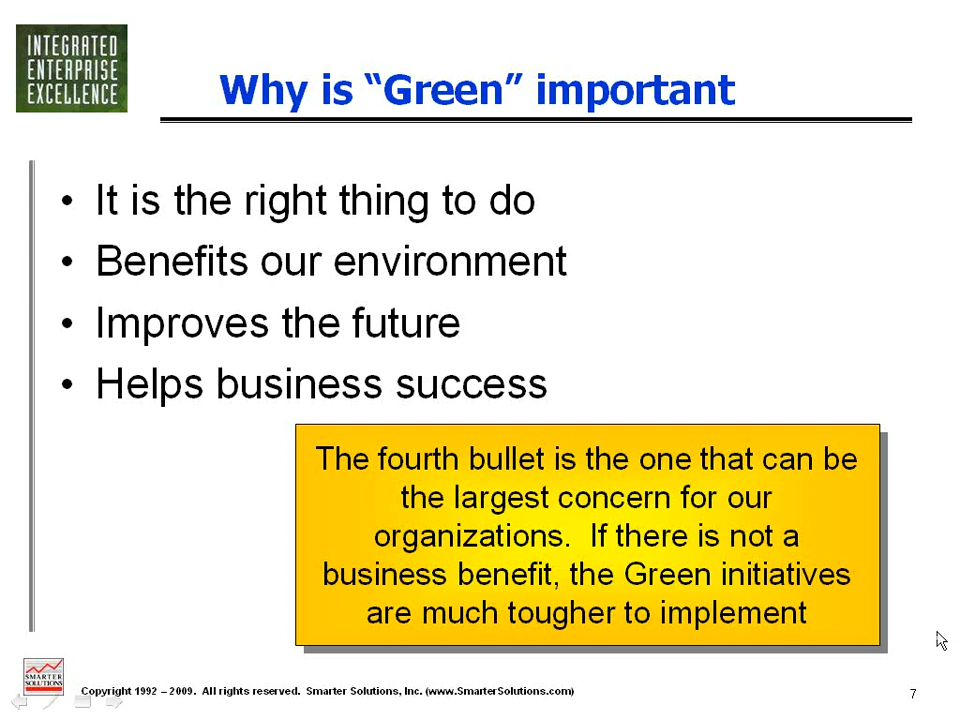 INTEGRATED
ENTERPRISE
EXCELLENCE
Why is “Green” important
• It is the right thing to do
• Benefits our environment
• Improves the future
• Helps business success
The fourth bullet is the one that can be
the largest concern for our
organizations.  If there is not a
business benefit, the Green initiatives
are much tougher to implement
SMARTER
SOLUTIONS
Copyright 1992 – 2009.  All rights reserved.  Smarter Solutions, Inc. (www.SmarterSolutions.com)
7